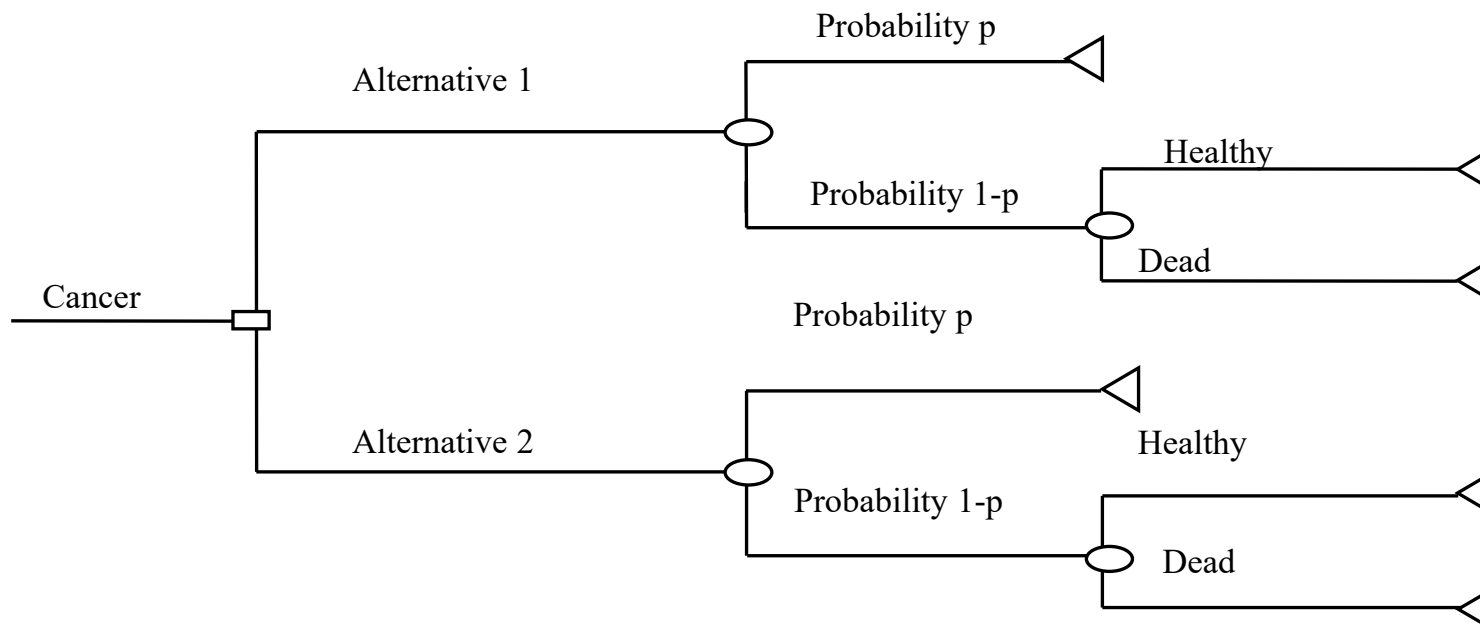 Probability p
Alternative 1
Healthy
Probability 1-p
Dead
Cancer
Probability p
Alternative 2
Healthy
Probability 1-p
Dead